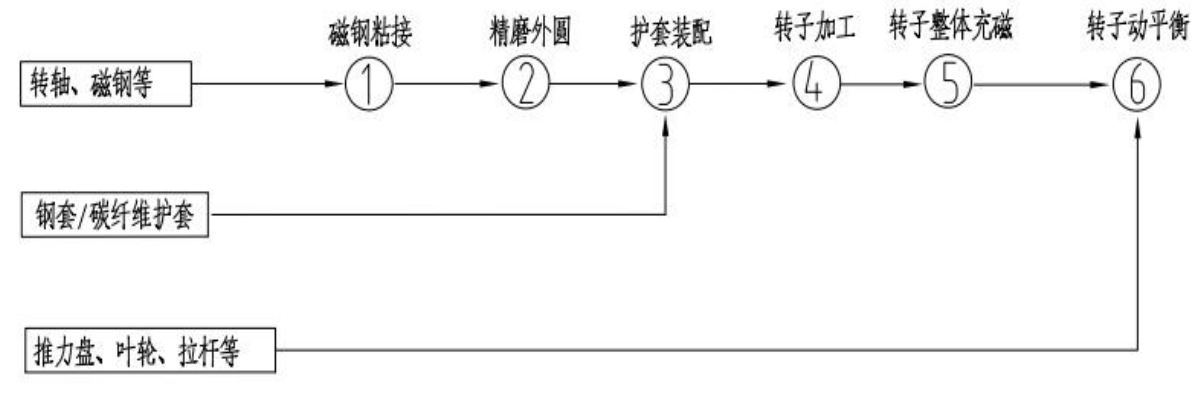 磁钢粘接
精磨外圆
护套装配
转子加工
转子整体充磁
转子动平衡
转轴、磁钢等
1
2
3
4
5
6
钢套/碳纤维护套
推力盘、叶轮、拉杆等